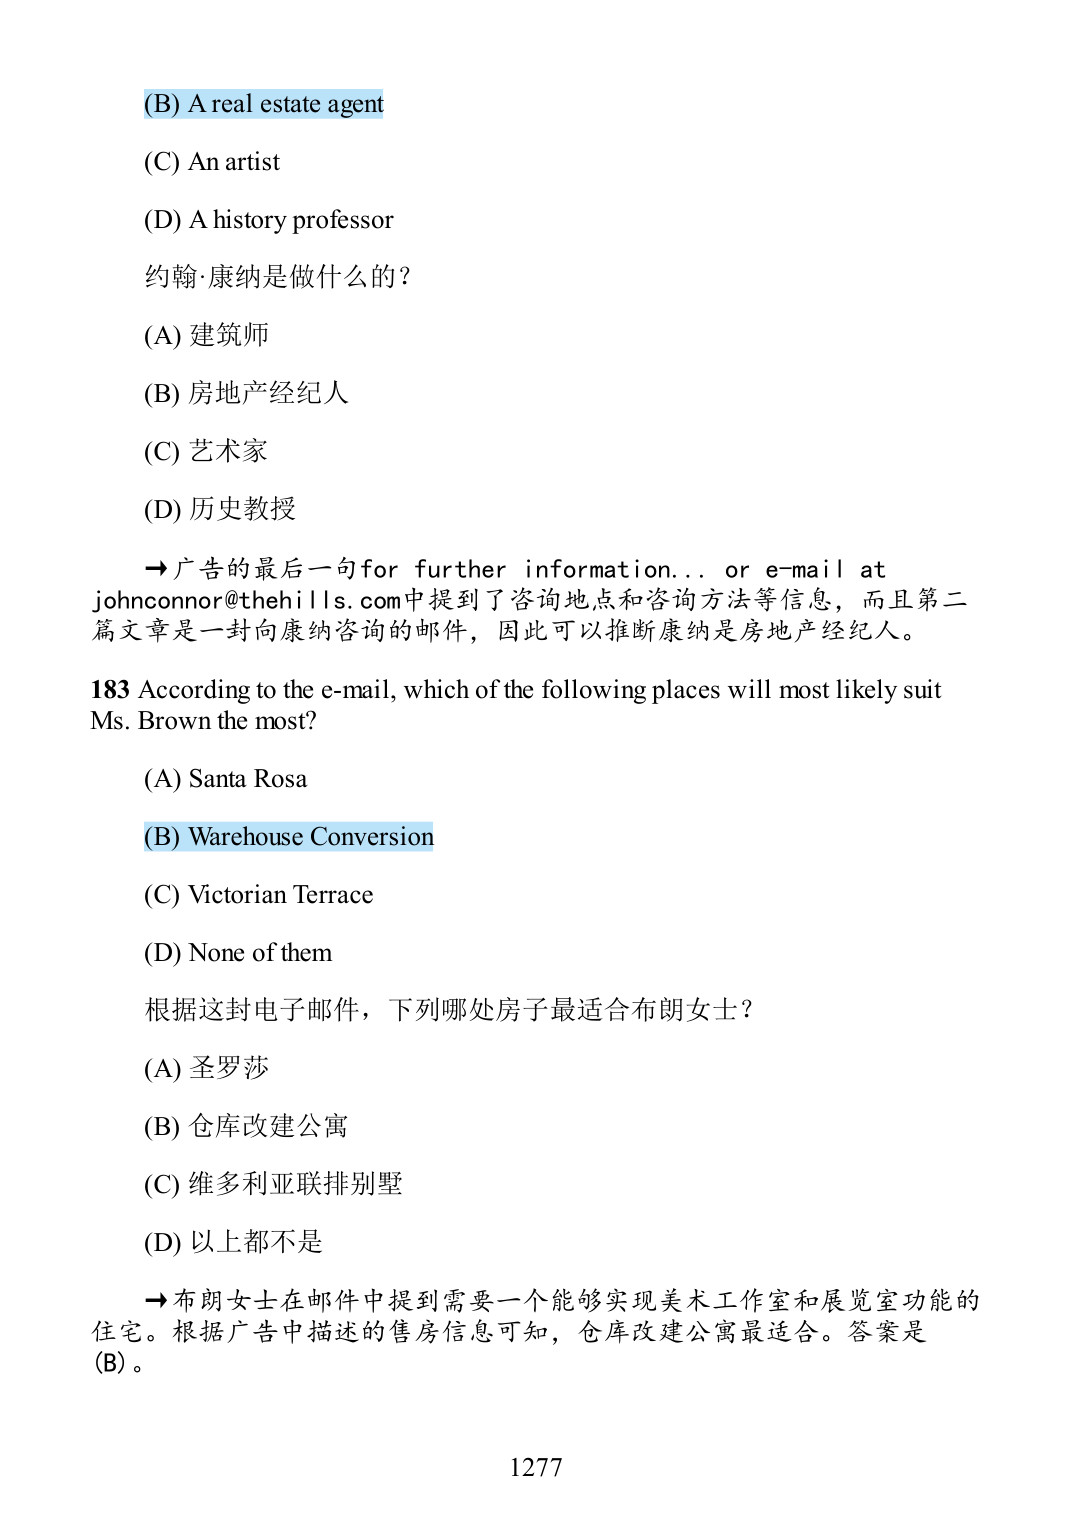 (B) A real estate agent
(C) An artist
(D) A history professor
约翰·康纳是做什么的?
(A) 建筑师
(B) 房地产经纪人
(C) 艺术家
(D) 历史教授
→广告的最后一句for further information... or e-mail at
johnconnor@thehills.com中提到了咨询地点和咨询方法等信息，而且第二
篇文章是一封向康纳咨询的邮件，因此可以推断康纳是房地产经纪人。
183 According to the e-mail, which of the following places will most likely suit
Ms. Brown the most?
(A) Santa Rosa
(B) Warehouse Conversion
(C) Victorian Terrace
(D) None of them
根据这封电子邮件，下列哪处房子最适合布朗女士?
(A) 圣罗莎
(B) 仓库改建公寓
(C) 维多利亚联排别墅
(D) 以上都不是
→布朗女士在邮件中提到需要一个能够实现美术工作室和展览室功能的
住宅。根据广告中描述的售房信息可知，仓库改建公寓最适合。答案是
(B)。
1277